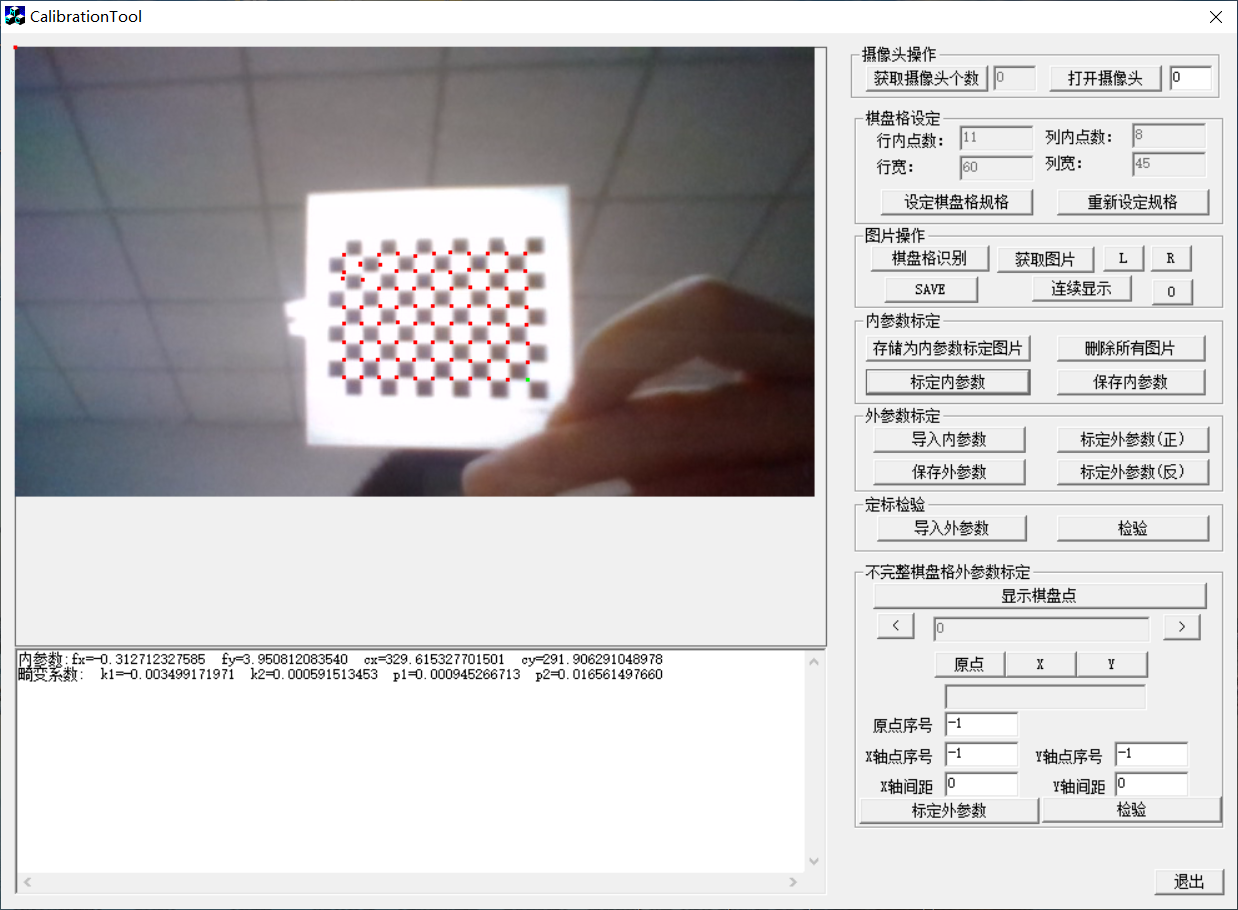 CalibrationTool
摄像头操作
获取摄像头个数 0 打开摄像头 0
棋盘格设定
行内点数: 11 列内点数: 8
行宽: 60 列宽: 45
设定棋盘格规格 重新设定规格
图片操作
棋盘格识别 获取图片 L R
SAVE 连续显示 O
内参数标定
存储为内参数标定图片 删除所有图片
标定内参数 保存内参数
外参数标定
导入内参数 标定外参数(正)
保存外参数 标定外参数(反)
定标检验
导入外参数 检验
不完整棋盘格外参数标定
显示棋盘点
< 0 >
原点 X Y
原点序号 -1
X轴点序号 -1 Y轴点序号 -1
X轴间距 0 Y轴间距 0
标定外参数 检验
内参数:fx=-0.312712327585 fy=3.950812083540 cx=329.615327701501 cy=291.906291048978
畸变系数: k1=-0.003499171971 k2=0.000591513453 p1=0.000945266713 p2=0.016561497660
退出